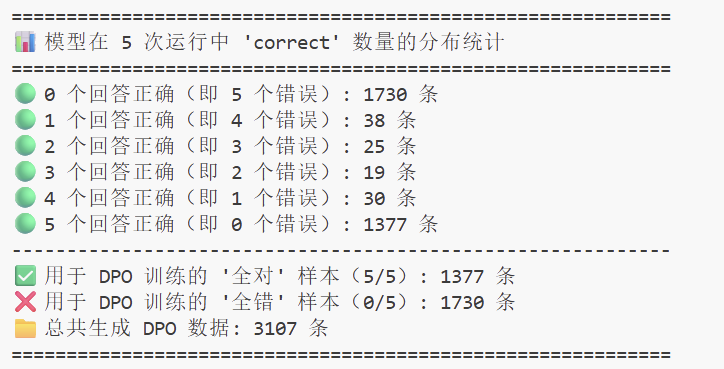 ============================================================
📊 模型在 5 次运行中 'correct' 数量的分布统计
============================================================
🟢 0 个回答正确（即 5 个错误）: 1730 条
🟢 1 个回答正确（即 4 个错误）: 38 条
🟢 2 个回答正确（即 3 个错误）: 25 条
🟢 3 个回答正确（即 2 个错误）: 19 条
🟢 4 个回答正确（即 1 个错误）: 30 条
🟢 5 个回答正确（即 0 个错误）: 1377 条
------------------------------------------------------------
✅ 用于 DPO 训练的 '全对' 样本（5/5）: 1377 条
❌ 用于 DPO 训练的 '全错' 样本（0/5）: 1730 条
📁 总共生成 DPO 数据: 3107 条
============================================================